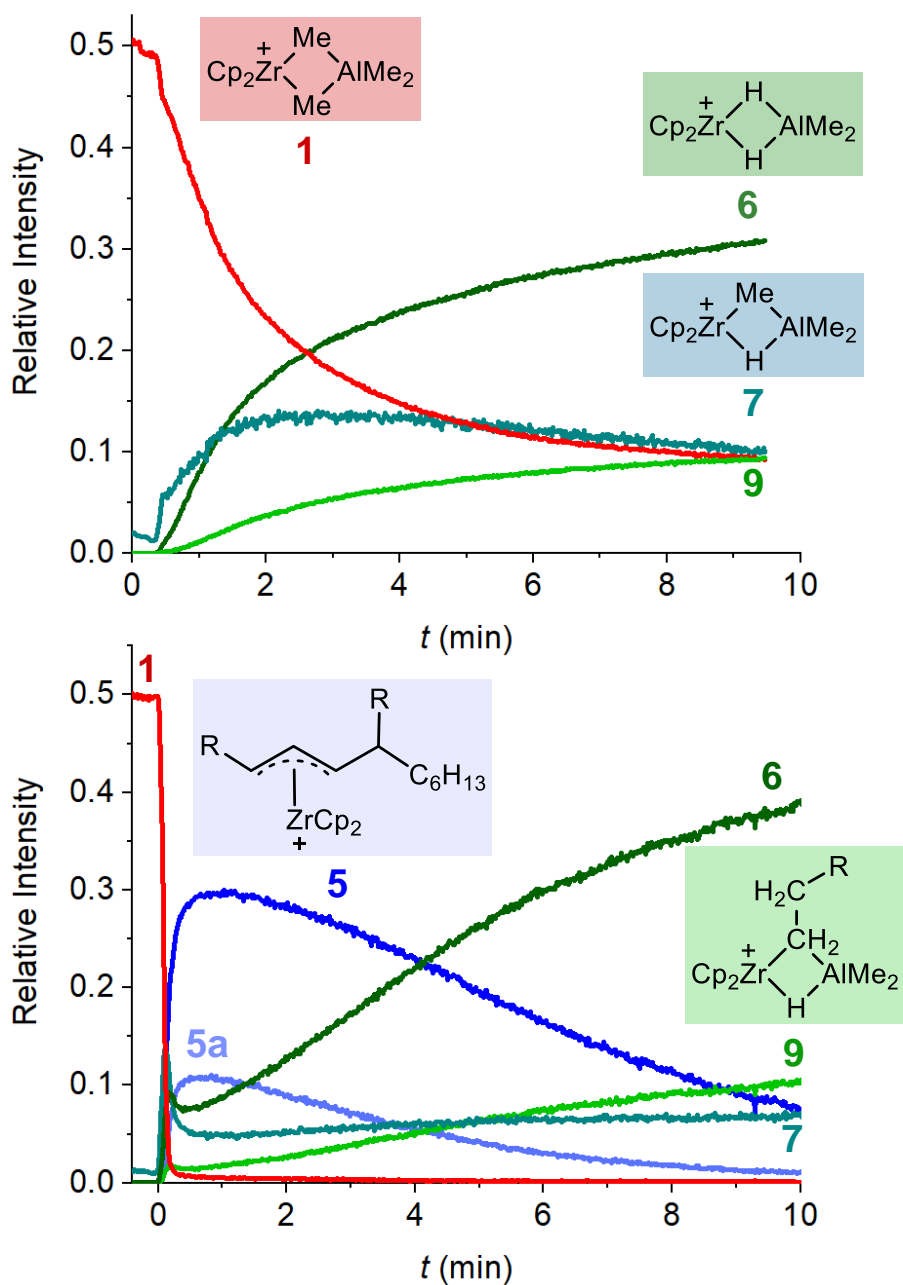 0.5
0.4
0.3
0.2
0.1
0.0
Relative Intensity
0
2
4
6
8
10
t (min)
Me
+
Cp2Zr
AlMe2
Me
1
H
+
Cp2Zr
AlMe2
H
6
Me
+
Cp2Zr
AlMe2
H
7
9
0.5
0.4
0.3
0.2
0.1
0.0
Relative Intensity
0
2
4
6
8
10
t (min)
1
R
R
C6H13
ZrCp2
+
5
5a
6
R
H2C
CH2
+
Cp2Zr
AlMe2
H
9
7